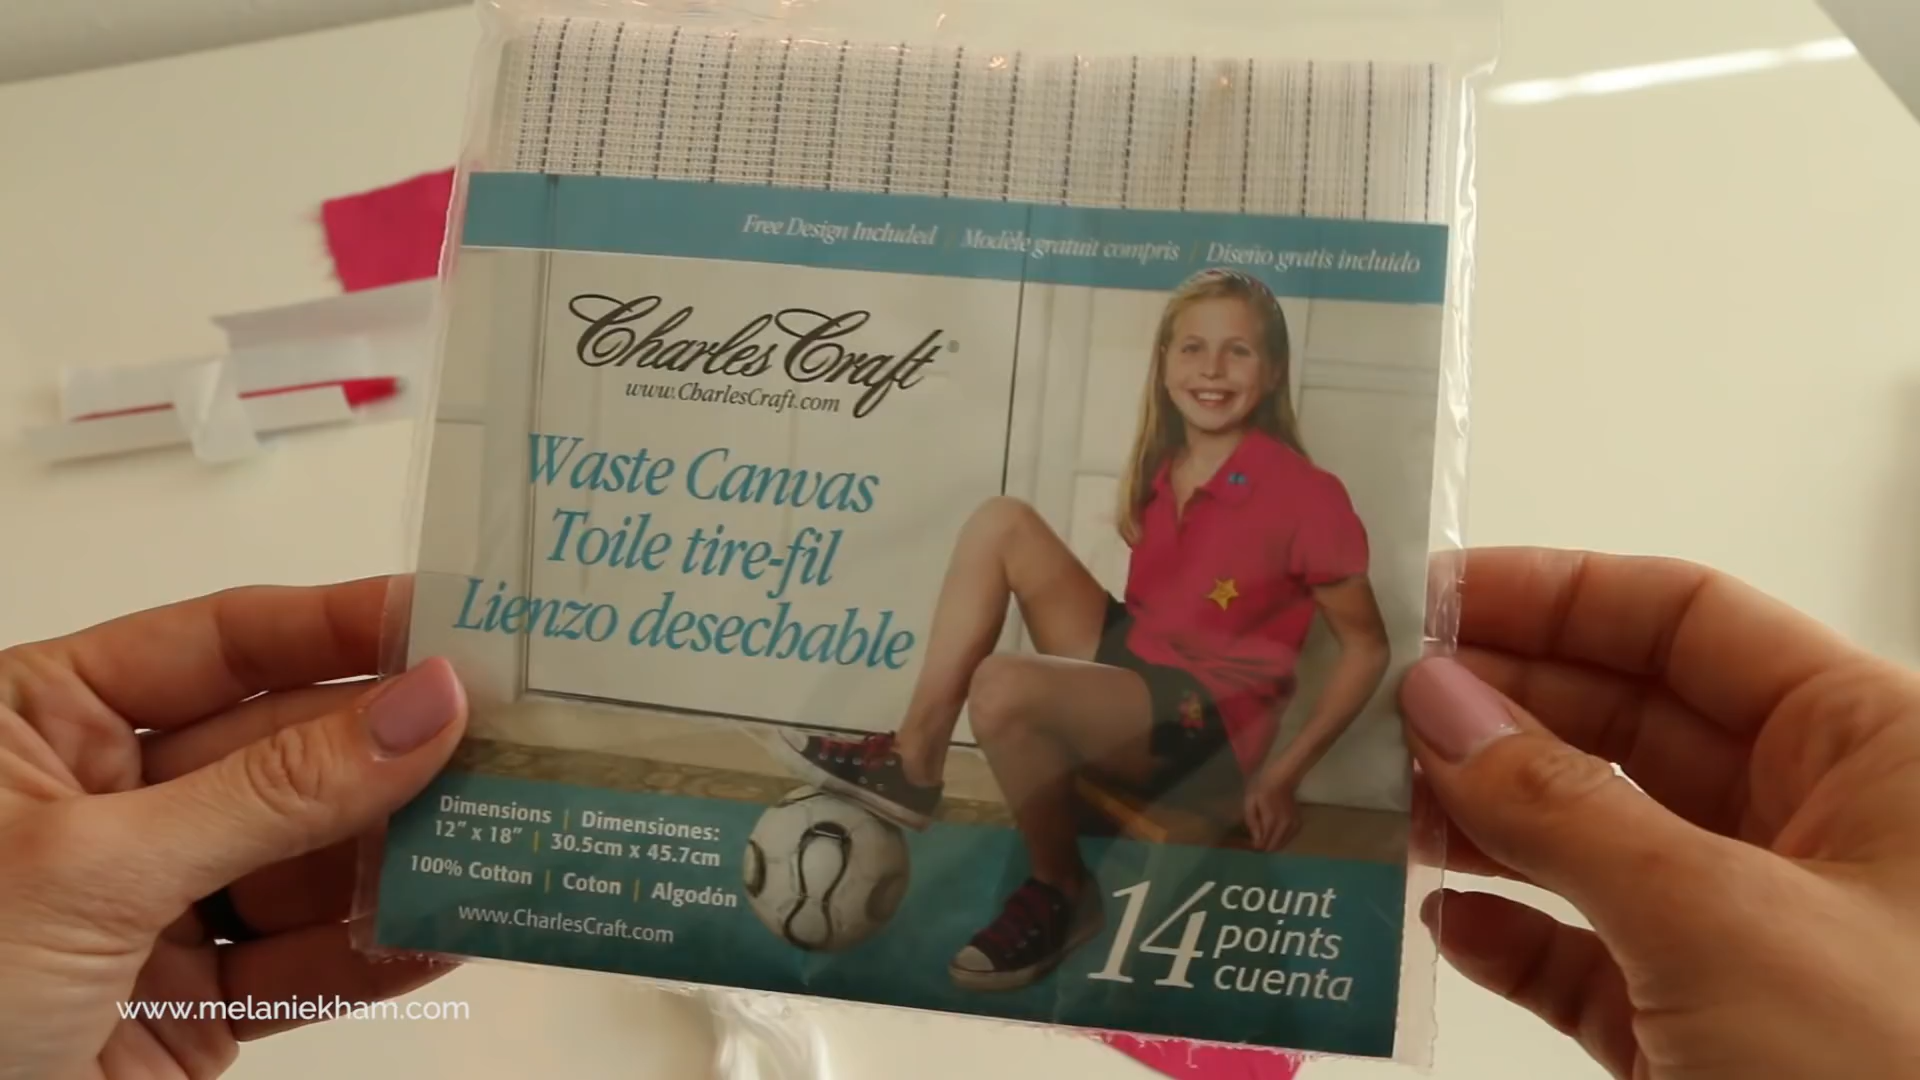 Free Design Included | Modèle gratuit compris | Diseño gratis incluido
Charles Craft®
www.CharlesCraft.com
Waste Canvas
Toile tire-fil
Lienzo desechable
Dimensions | Dimensiones:
12" x 18" | 30.5cm x 45.7cm
100% Cotton | Coton | Algodón
www.CharlesCraft.com
14 count
points
cuenta
www.melaniekham.com